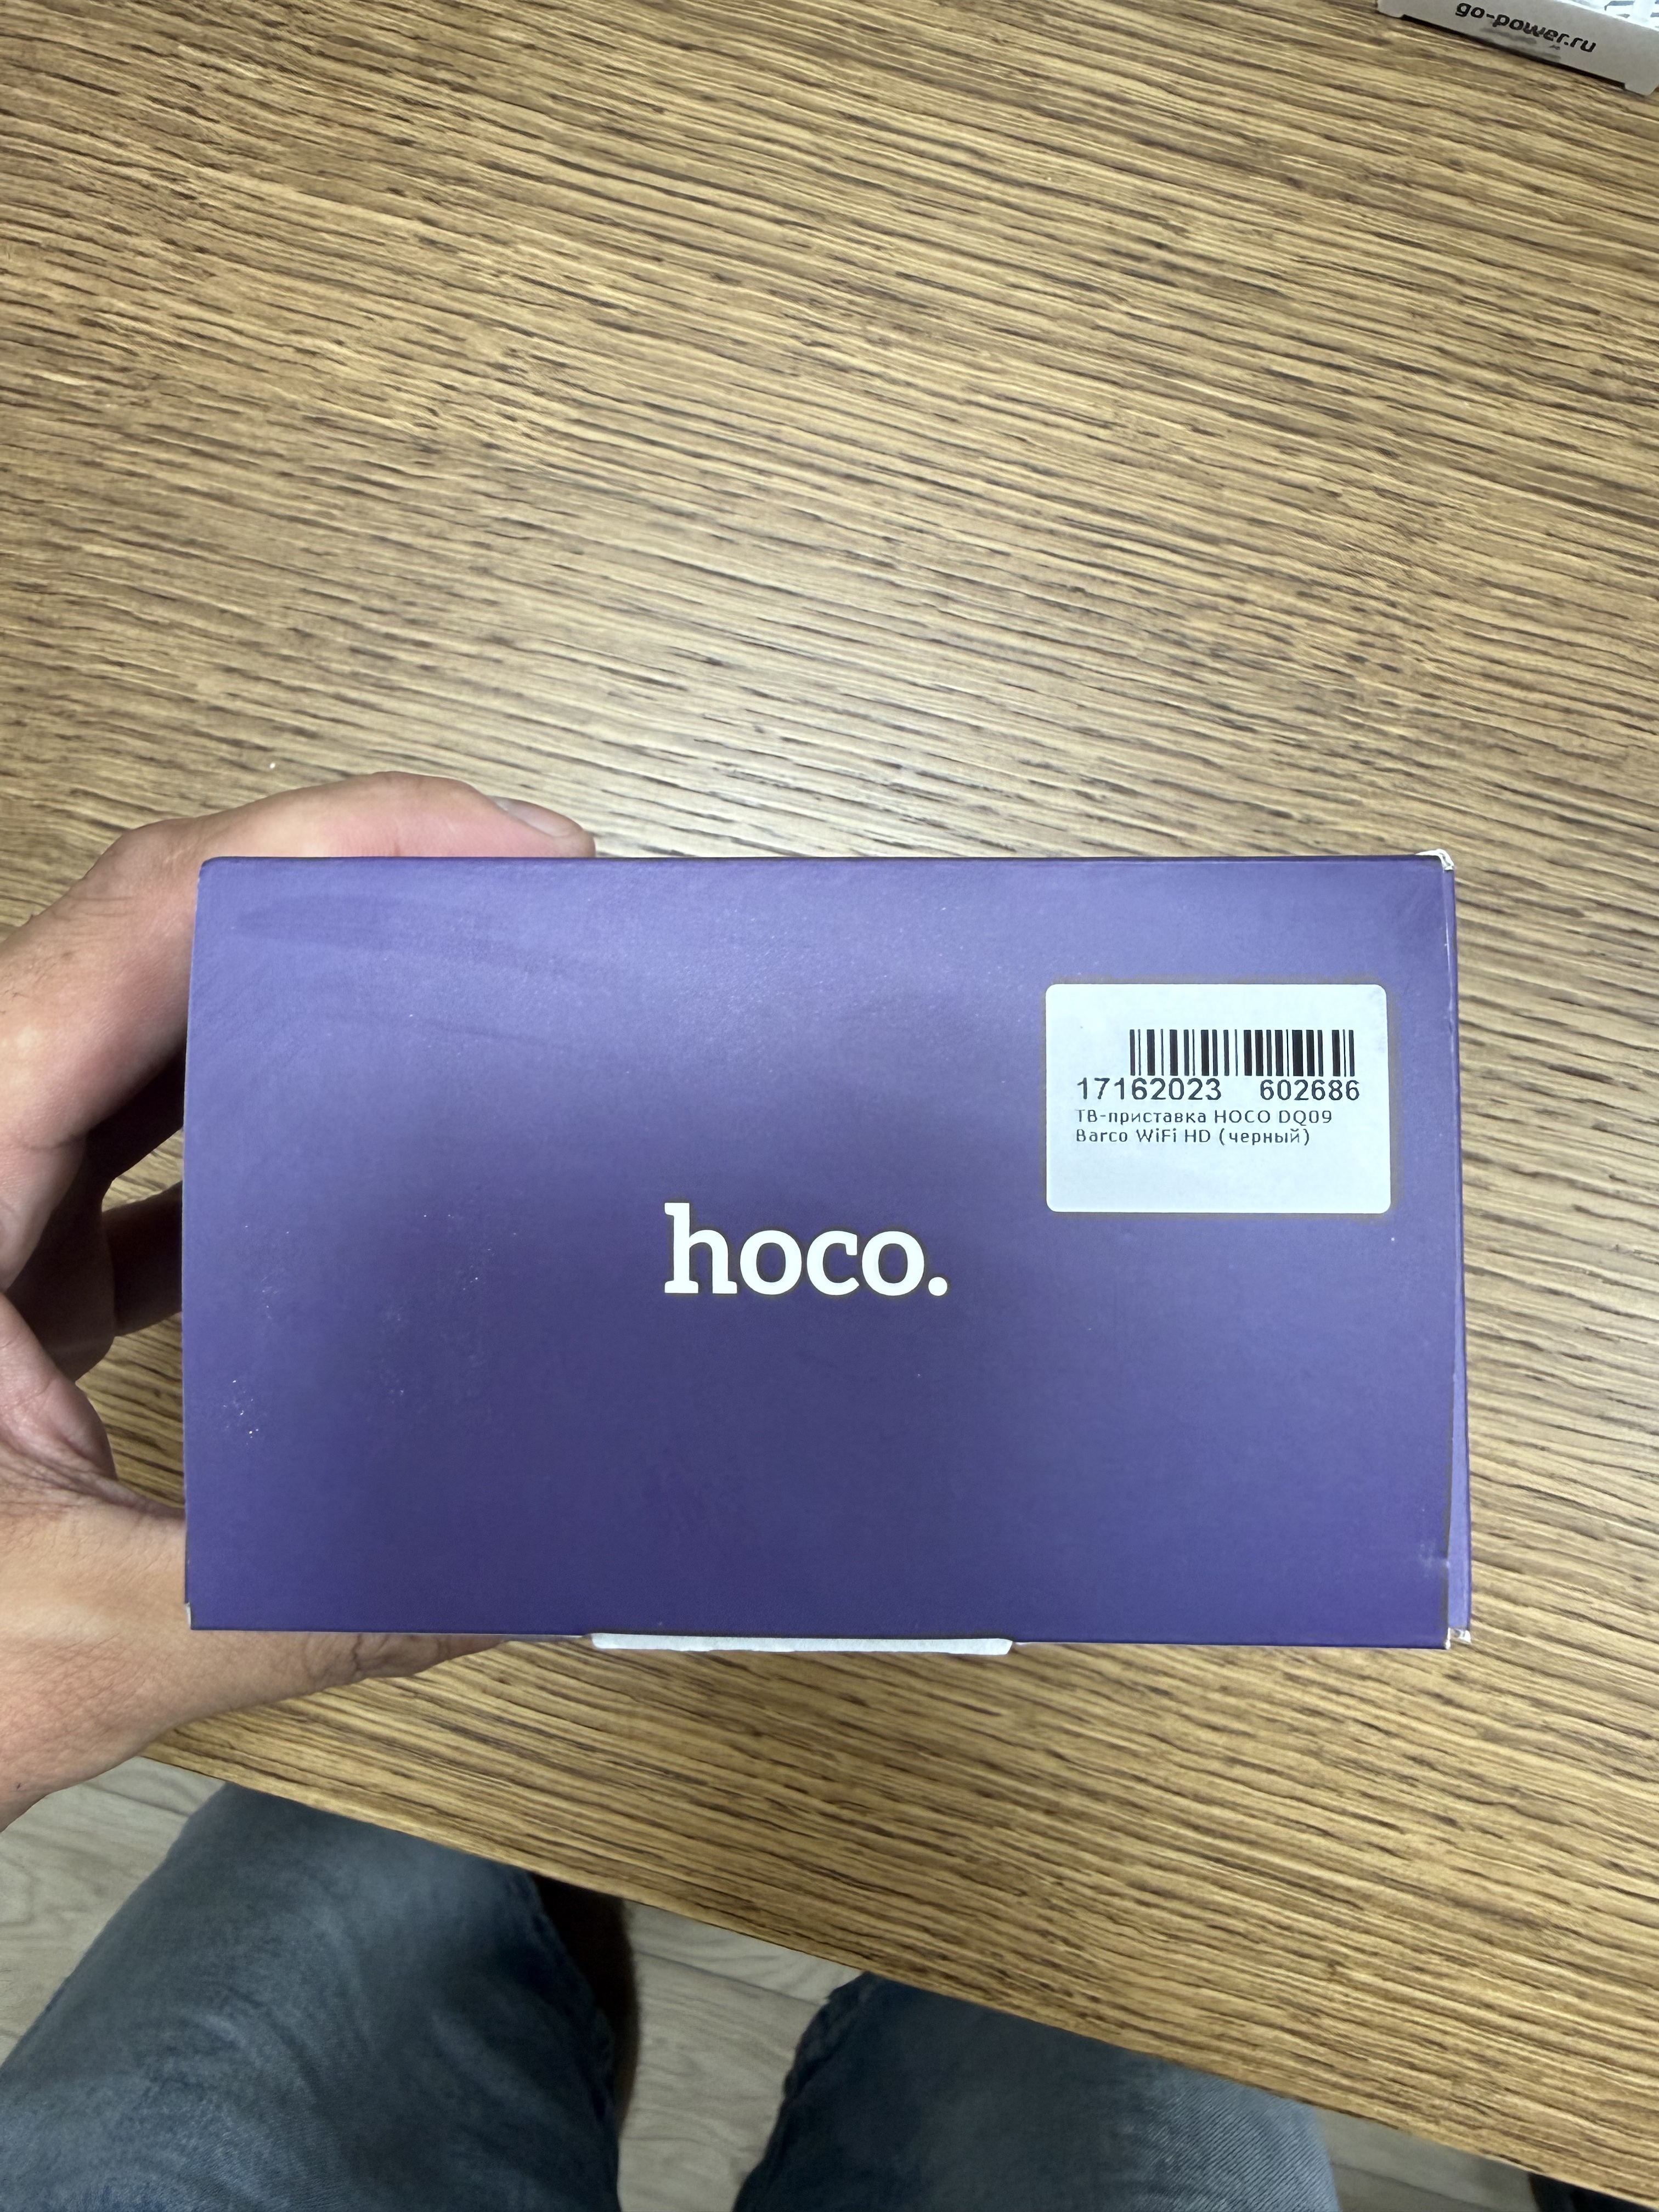 go-power.ru
17162023 602686
ТВ-приставка HOCO DQ09
Barco WiFi HD (черный)
hoco.